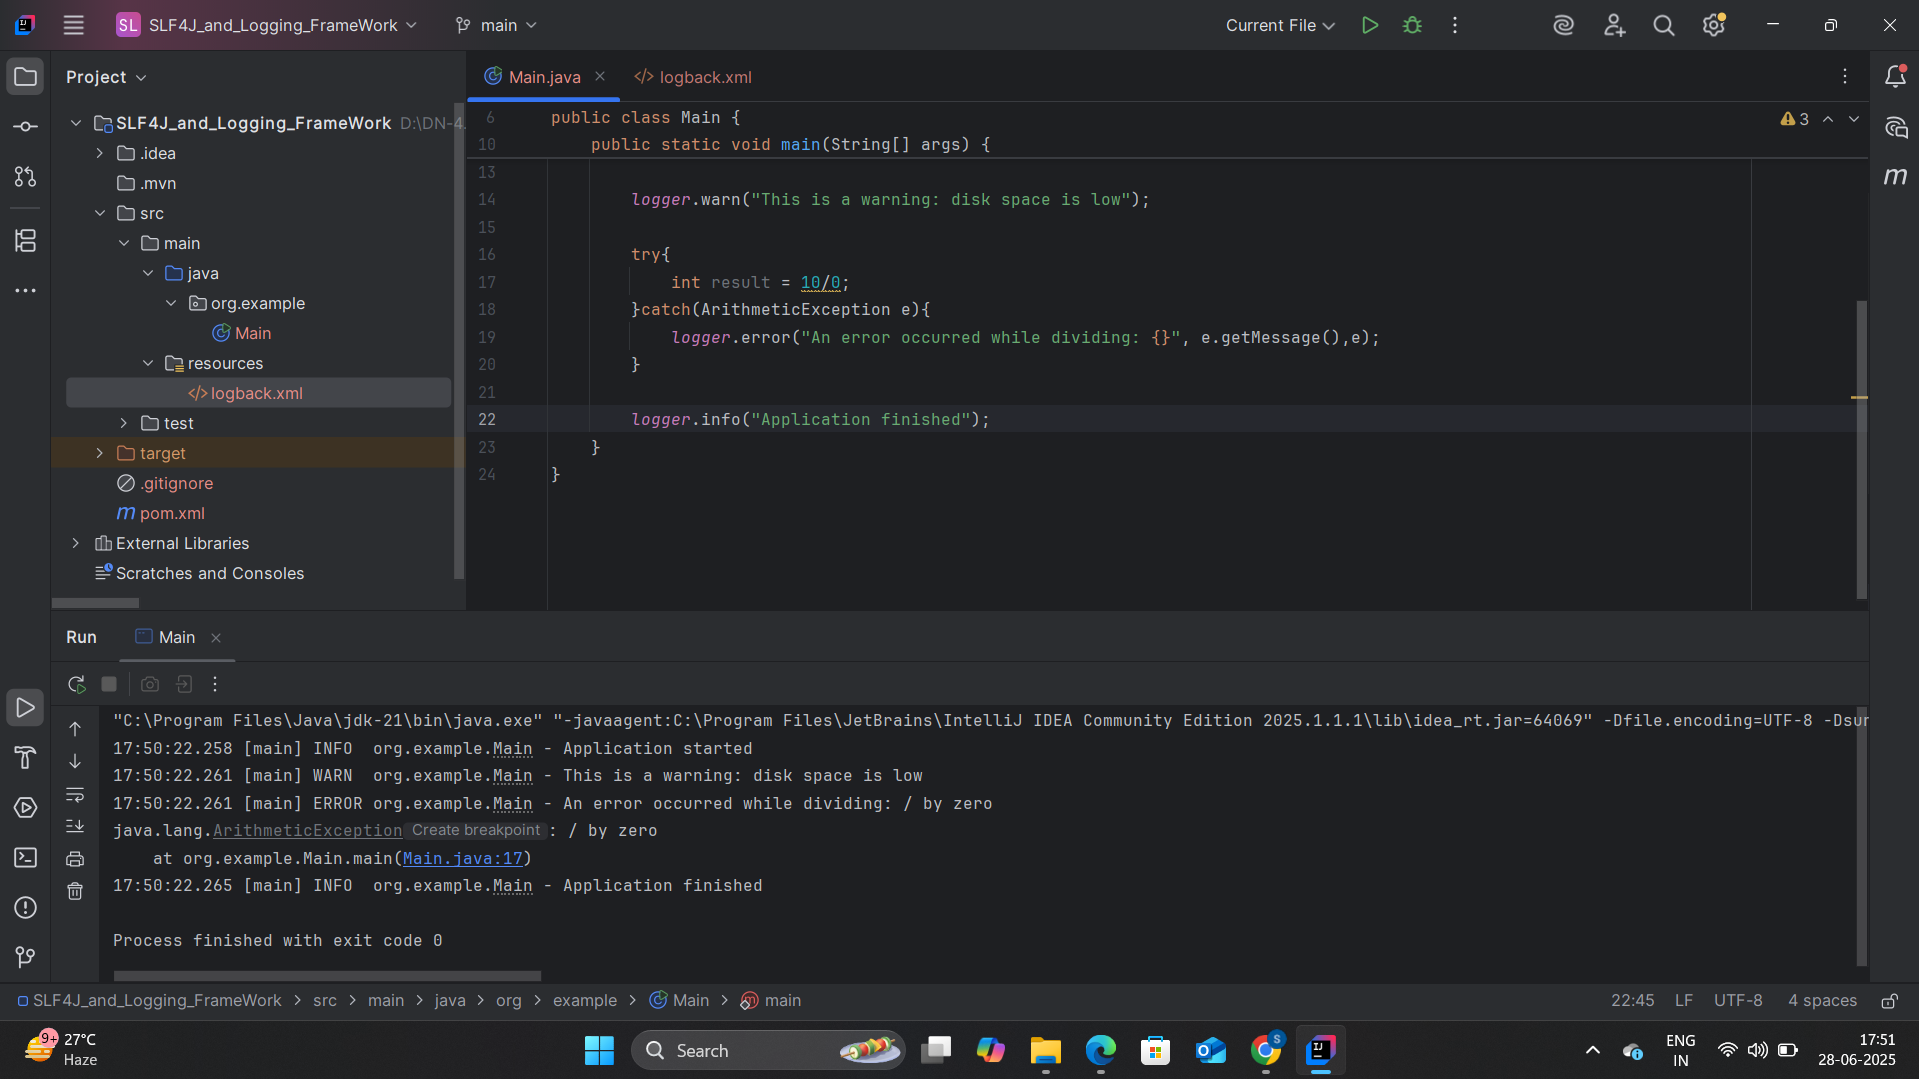 SL SLF4J_and_Logging_FrameWork main Current File
Project
Main.java logback.xml
SLF4J_and_Logging_FrameWork D:\DN-4.
.idea
.mvn
src
main
java
org.example
Main
resources
logback.xml
test
target
.gitignore
pom.xml
External Libraries
Scratches and Consoles
6 public class Main {
3
10 public static void main(String[] args) {
13
14 logger.warn("This is a warning: disk space is low");
15
16 try{
17 int result = 10/0;
18 }catch(ArithmeticException e){
19 logger.error("An error occurred while dividing: {}", e.getMessage(),e);
20 }
21
22 logger.info("Application finished");
23 }
24 }
m
Run Main
"C:\Program Files\Java\jdk-21\bin\java.exe" "-javaagent:C:\Program Files\JetBrains\IntelliJ IDEA Community Edition 2025.1.1.1\lib\idea_rt.jar=64069" -Dfile.encoding=UTF-8 -Dsun
17:50:22.258 [main] INFO  org.example.Main - Application started
17:50:22.261 [main] WARN  org.example.Main - This is a warning: disk space is low
17:50:22.261 [main] ERROR org.example.Main - An error occurred while dividing: / by zero
java.lang.ArithmeticException Create breakpoint : / by zero
at org.example.Main.main(Main.java:17)
17:50:22.265 [main] INFO  org.example.Main - Application finished
Process finished with exit code 0
SLF4J_and_Logging_FrameWork > src > main > java > org > example > Main > main 22:45 LF UTF-8 4 spaces
9+ 27°C
Haze
Search
ENG
IN
17:51
28-06-2025